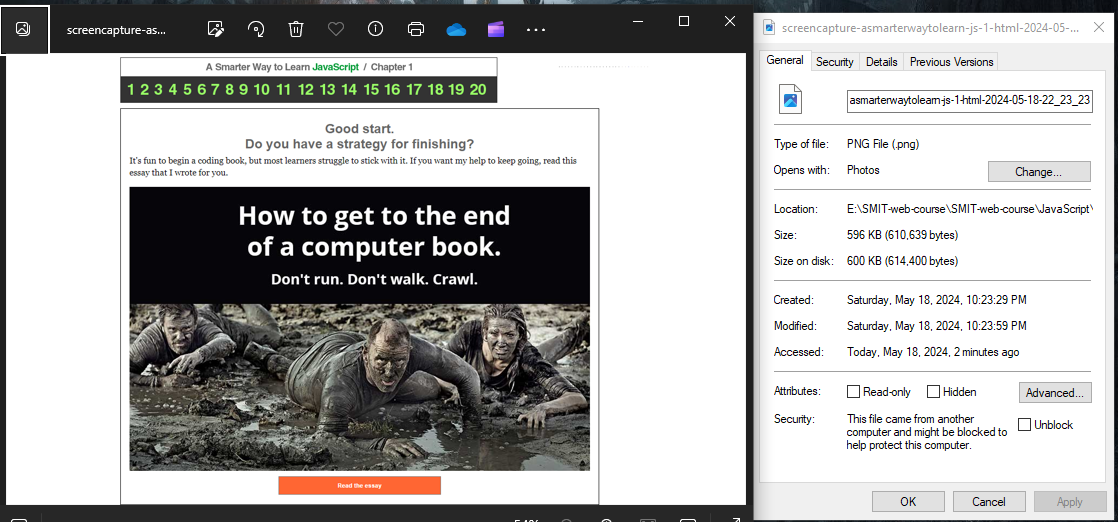 screencapture-as...
A Smarter Way to Learn JavaScript / Chapter 1
1 2 3 4 5 6 7 8 9 10 11 12 13 14 15 16 17 18 19 20
Good start.
Do you have a strategy for finishing?
It's fun to begin a coding book, but most learners struggle to stick with it. If you want my help to keep going, read this
essay that I wrote for you.
How to get to the end
of a computer book.
Don't run. Don't walk. Crawl.
Read the essay
screencapture-asmarterwaytolearn-js-1-html-2024-05-...
General Security Details Previous Versions
asmarterwaytolearn-js-1-html-2024-05-18-22_23_23
Type of file: PNG File (.png)
Opens with: Photos Change...
Location: E:\SMIT-web-course\SMIT-web-course\JavaScript\
Size: 596 KB (610,639 bytes)
Size on disk: 600 KB (614,400 bytes)
Created: Saturday, May 18, 2024, 10:23:29 PM
Modified: Saturday, May 18, 2024, 10:23:59 PM
Accessed: Today, May 18, 2024, 2 minutes ago
Attributes: Read-only Hidden Advanced...
Security: This file came from another
computer and might be blocked to
help protect this computer.
Unblock
OK Cancel Apply